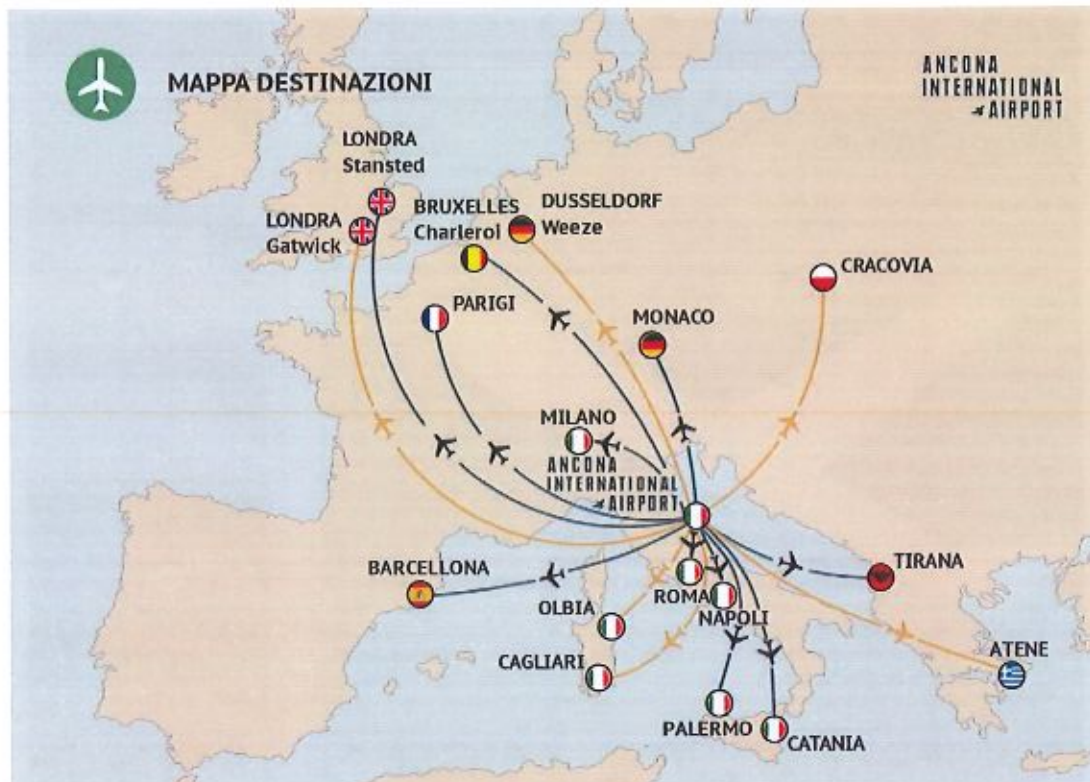 MAPPA DESTINAZIONI
ANCONA
INTERNATIONAL
AIRPORT
LONDRA
Stansted
LONDRA
Gatwick
BRUXELLES
Charleroi
DUSSELDORF
Weeze
CRACOVIA
PARIGI
MONACO
MILANO
ANCONA
INTERNATIONAL
AIRPORT
BARCELLONA
TIRANA
OLBIA
ROMA
NAPOLI
CAGLIARI
ATENE
PALERMO
CATANIA